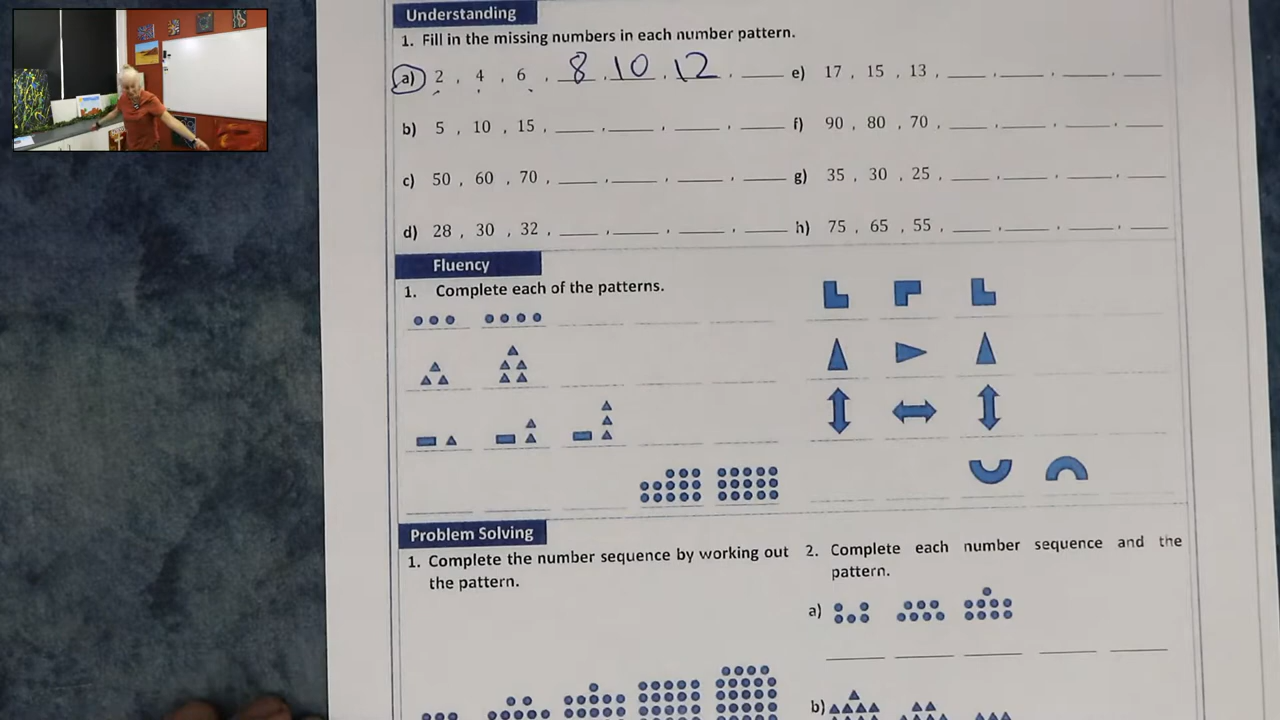 Understanding
1. Fill in the missing numbers in each number pattern.
a) 2 , 4 , 6 , 8 , 10 , 12 , ____
e) 17 , 15 , 13 , ____ , ____ , ____ , ____
b) 5 , 10 , 15 , ____ , ____ , ____ , ____
f) 90 , 80 , 70 , ____ , ____ , ____ , ____
c) 50 , 60 , 70 , ____ , ____ , ____ , ____
g) 35 , 30 , 25 , ____ , ____ , ____ , ____
d) 28 , 30 , 32 , ____ , ____ , ____ , ____
h) 75 , 65 , 55 , ____ , ____ , ____ , ____
Fluency
1. Complete each of the patterns.
Problem Solving
1. Complete the number sequence by working out
the pattern.
2. Complete each number sequence and the
pattern.
a)
b)